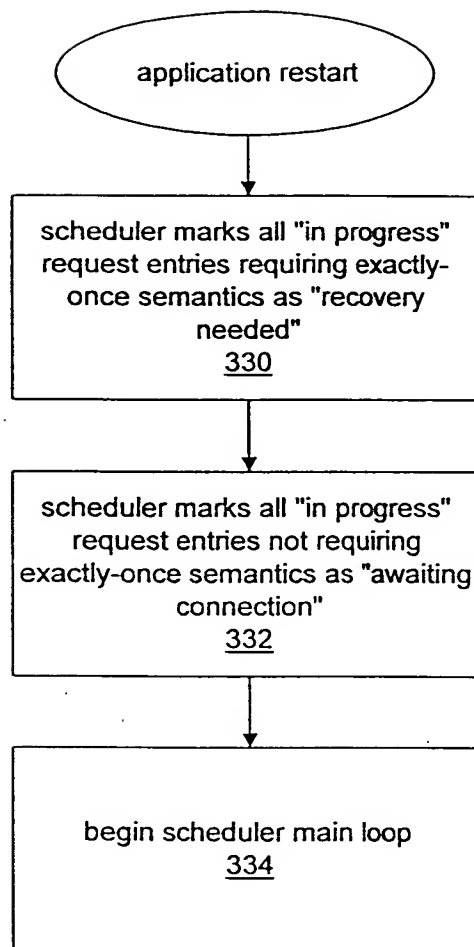 application restart
scheduler marks all "in progress"
request entries requiring exactly-
once semantics as "recovery
needed"
330
scheduler marks all "in progress"
request entries not requiring
exactly-once semantics as "awaiting
connection"
332
begin scheduler main loop
334